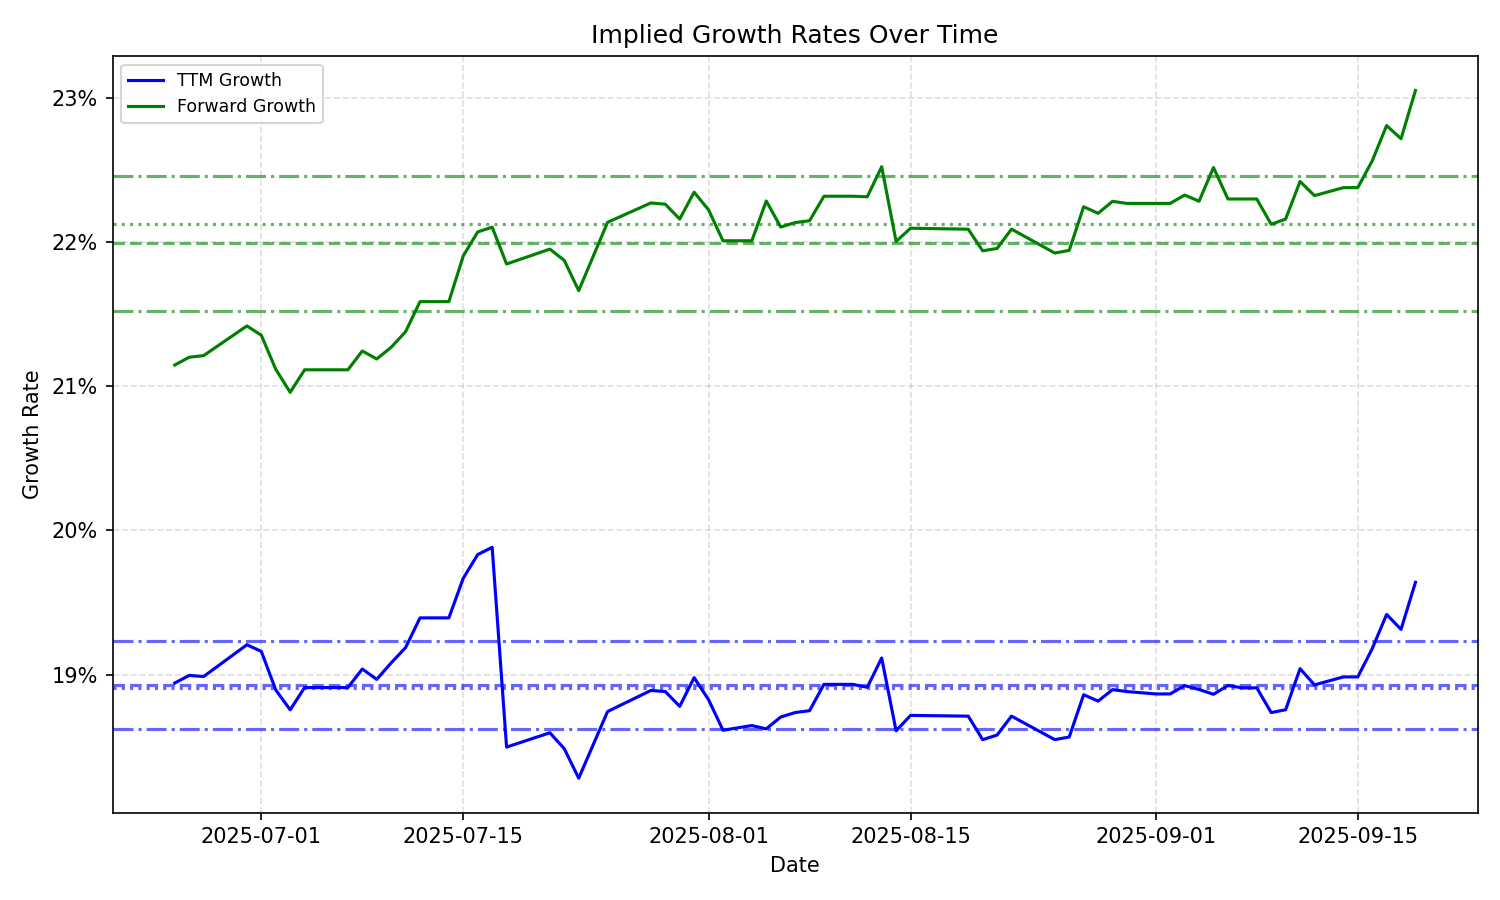 Implied Growth Rates Over Time
TTM Growth
Forward Growth
23%
22%
21%
20%
19%
Growth Rate
2025-07-01
2025-07-15
2025-08-01
2025-08-15
2025-09-01
2025-09-15
Date